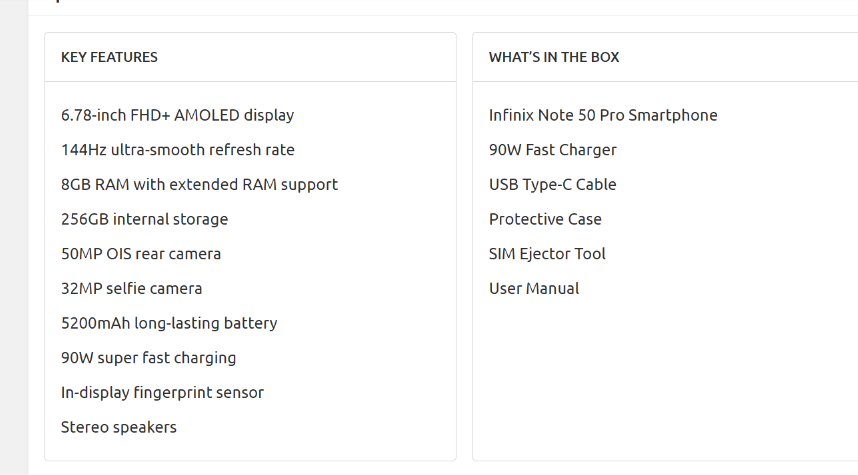 KEY FEATURES
6.78-inch FHD+ AMOLED display
144Hz ultra-smooth refresh rate
8GB RAM with extended RAM support
256GB internal storage
50MP OIS rear camera
32MP selfie camera
5200mAh long-lasting battery
90W super fast charging
In-display fingerprint sensor
Stereo speakers
WHAT’S IN THE BOX
Infinix Note 50 Pro Smartphone
90W Fast Charger
USB Type-C Cable
Protective Case
SIM Ejector Tool
User Manual